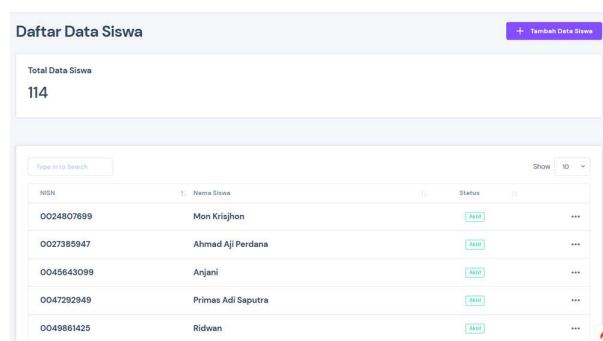 Daftar Data Siswa
+ Tambah Data Siswa
Total Data Siswa
114
Type in to Search
Show 10
NISN Nama Siswa Status
0024807699 Mon Krisjhon Aktif
0027385947 Ahmad Aji Perdana Aktif
0045643099 Anjani Aktif
0047292949 Primas Adi Saputra Aktif
0049861425 Ridwan Aktif